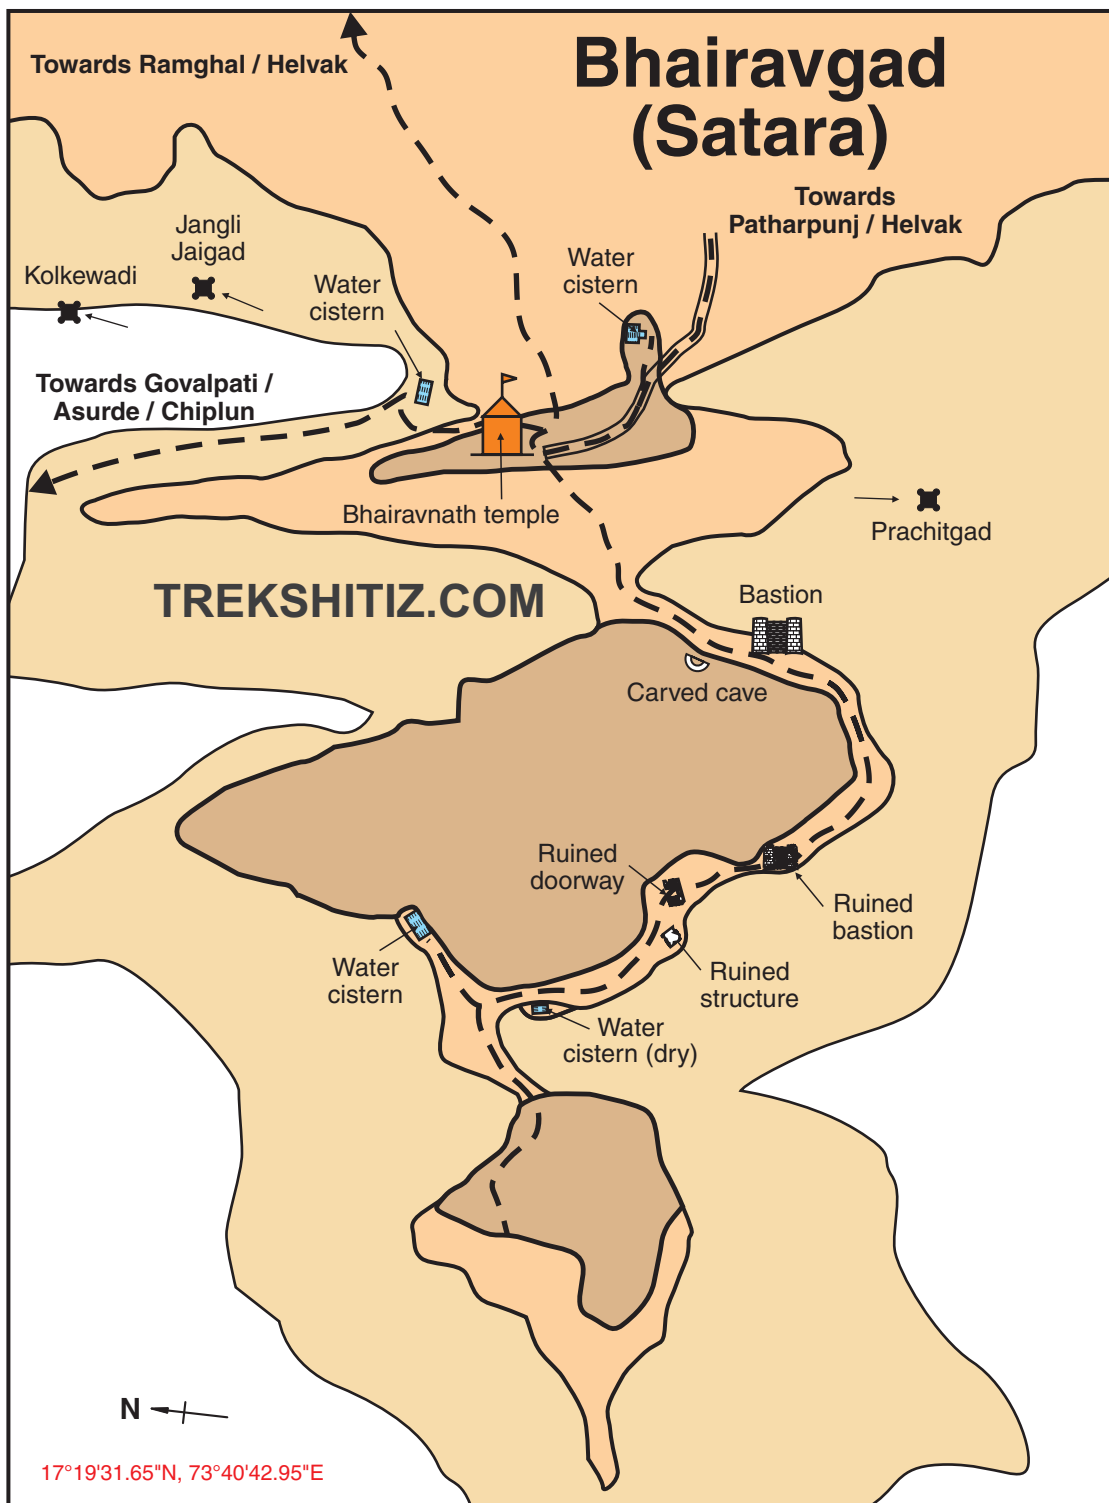 Bhairavgad
(Satara)
Towards Ramghal / Helvak
Towards
Patharpunj / Helvak
Jangli
Jaigad
Kolkewadi
Water
cistern
Water
cistern
Towards Govalpati /
Asurde / Chiplun
Bhairavnath temple
Prachitgad
TREKSHITIZ.COM
Bastion
Carved cave
Ruined
doorway
Ruined
bastion
Water
cistern
Ruined
structure
Water
cistern (dry)
N
17°19'31.65"N, 73°40'42.95"E